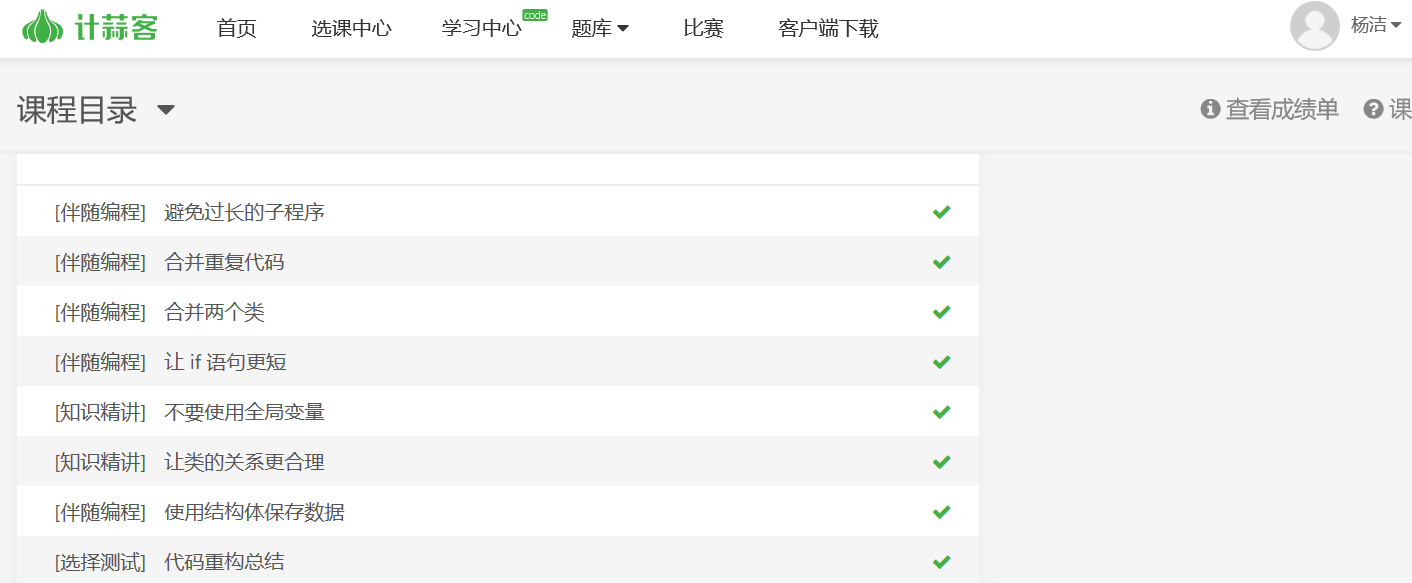 计蒜客 首页 选课中心 学习中心 code 题库 比赛 客户端下载 杨洁
课程目录 查看成绩单 课
[伴随编程] 避免过长的子程序
[伴随编程] 合并重复代码
[伴随编程] 合并两个类
[伴随编程] 让 if 语句更短
[知识精讲] 不要使用全局变量
[知识精讲] 让类的关系更合理
[伴随编程] 使用结构体保存数据
[选择测试] 代码重构总结